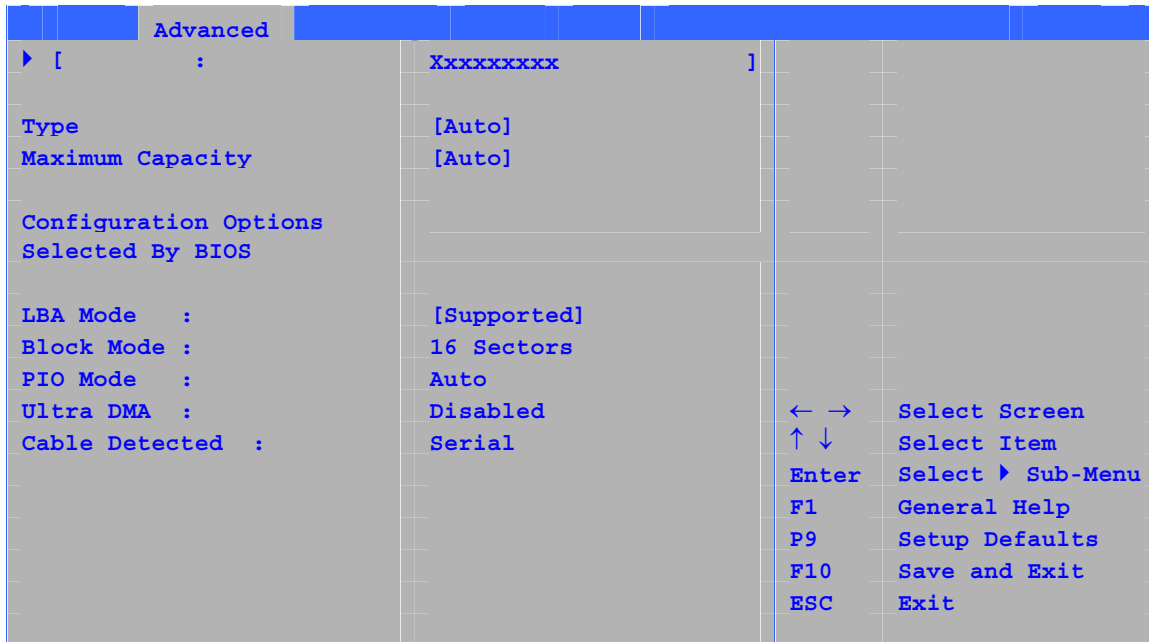 Advanced
▶ [ : Xxxxxxxxxx ]
Type [Auto]
Maximum Capacity [Auto]
Configuration Options
Selected By BIOS
LBA Mode : [Supported]
Block Mode : 16 Sectors
PIO Mode : Auto
Ultra DMA : Disabled
Cable Detected : Serial
← → Select Screen
↑ ↓ Select Item
Enter Select ▶ Sub-Menu
F1 General Help
P9 Setup Defaults
F10 Save and Exit
ESC Exit